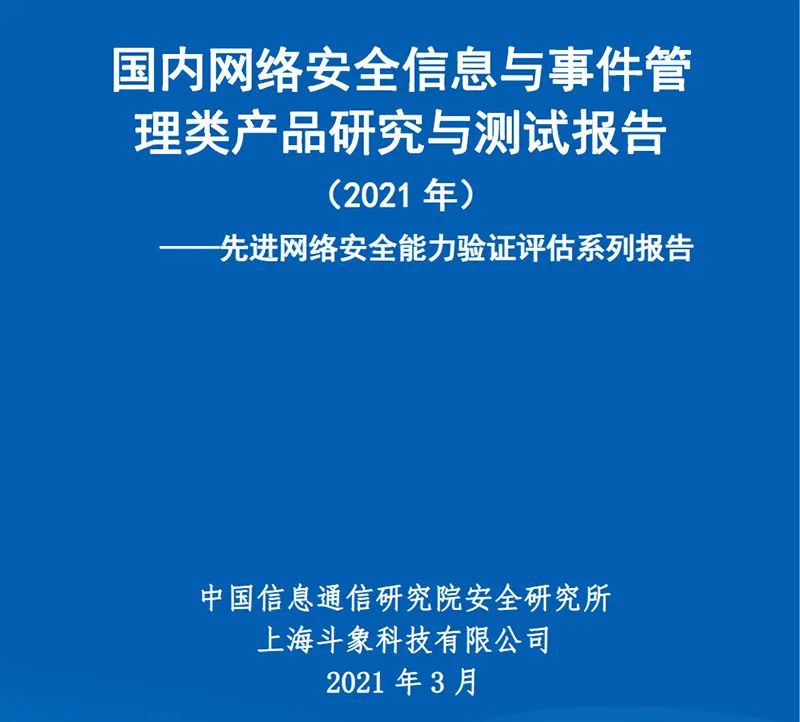 国内网络安全信息与事件管
理类产品研究与测试报告
（2021 年）
——先进网络安全能力验证评估系列报告
中国信息通信研究院安全研究所
上海斗象科技有限公司
2021 年 3 月